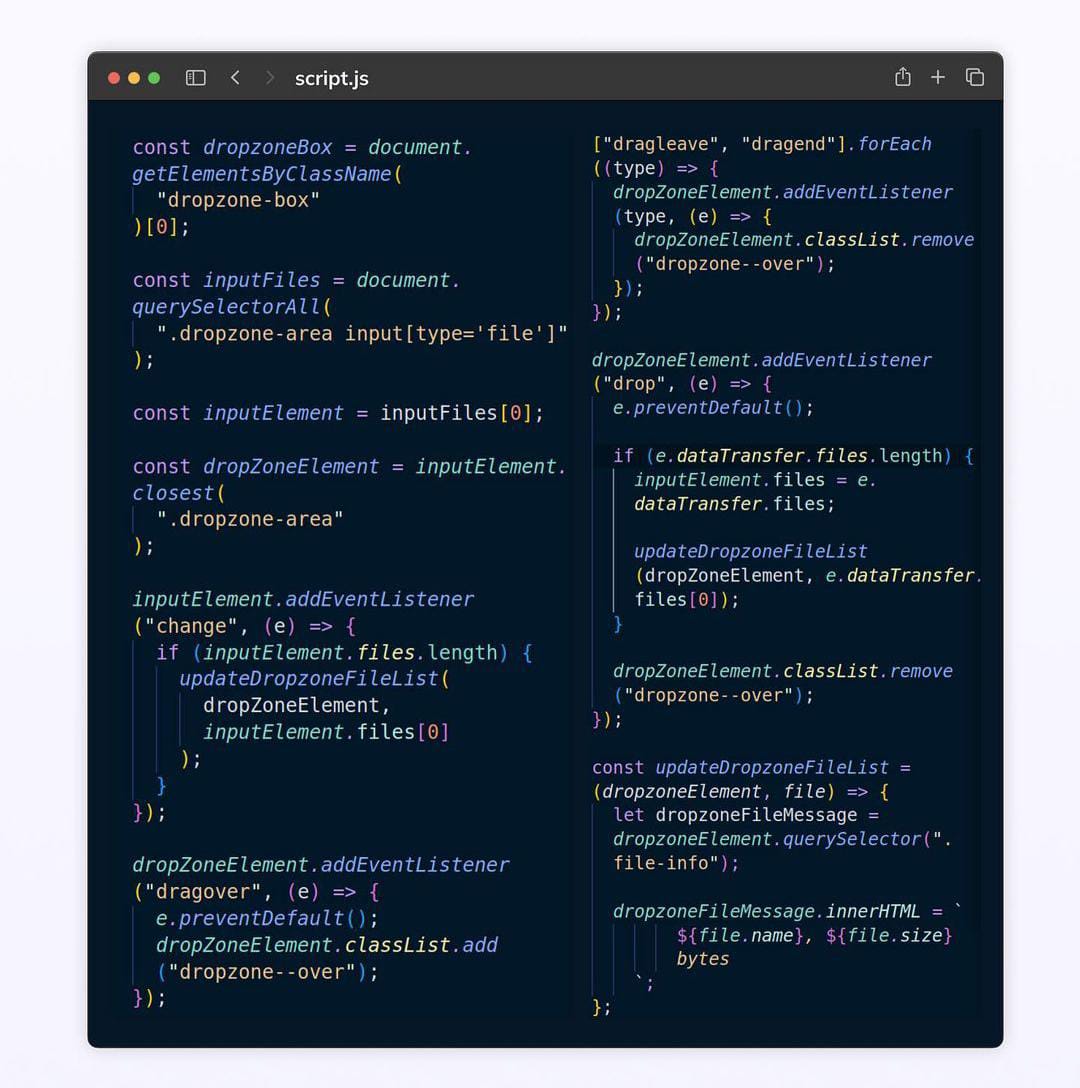 script.js
const dropzoneBox = document.
getElementsByClassName(
"dropzone-box"
)[0];
const inputFiles = document.
querySelectorAll(
".dropzone-area input[type='file']"
);
const inputElement = inputFiles[0];
const dropZoneElement = inputElement.
closest(
".dropzone-area"
);
inputElement.addEventListener
("change", (e) => {
if (inputElement.files.length) {
updateDropzoneFileList(
dropZoneElement,
inputElement.files[0]
);
}
});
dropZoneElement.addEventListener
("dragover", (e) => {
e.preventDefault();
dropZoneElement.classList.add
("dropzone--over");
});
["dragleave", "dragend"].forEach
((type) => {
dropZoneElement.addEventListener
(type, (e) => {
dropZoneElement.classList.remove
("dropzone--over");
});
});
dropZoneElement.addEventListener
("drop", (e) => {
e.preventDefault();
if (e.dataTransfer.files.length) {
inputElement.files = e.
dataTransfer.files;
updateDropzoneFileList
(dropZoneElement, e.dataTransfer.
files[0]);
}
dropZoneElement.classList.remove
("dropzone--over");
});
const updateDropzoneFileList =
(dropzoneElement, file) => {
let dropzoneFileMessage =
dropzoneElement.querySelector(".
file-info");
dropzoneFileMessage.innerHTML = `
${file.name}, ${file.size}
bytes
`;
};